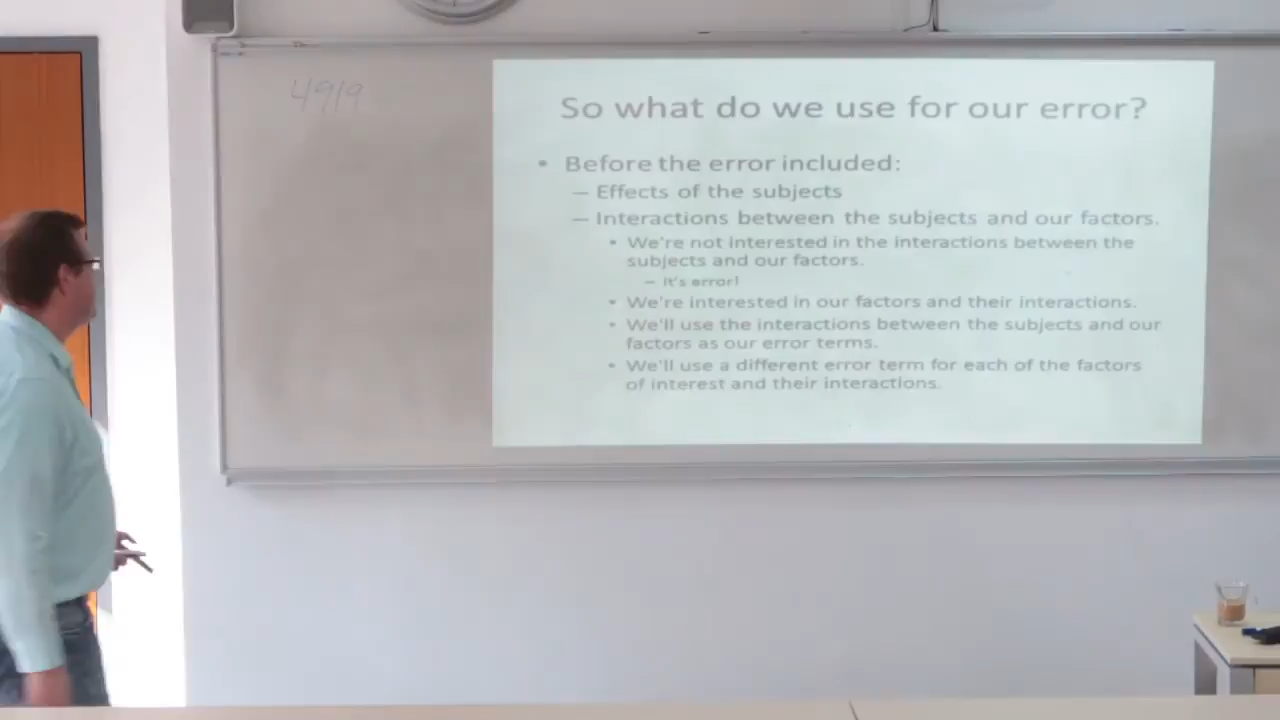 4919
So what do we use for our error?
• Before the error included:
– Effects of the subjects
– Interactions between the subjects and our factors.
• We're not interested in the interactions between the
subjects and our factors.
– It's error!
• We're interested in our factors and their interactions.
• We'll use the interactions between the subjects and our
factors as our error terms.
• We'll use a different error term for each of the factors
of interest and their interactions.